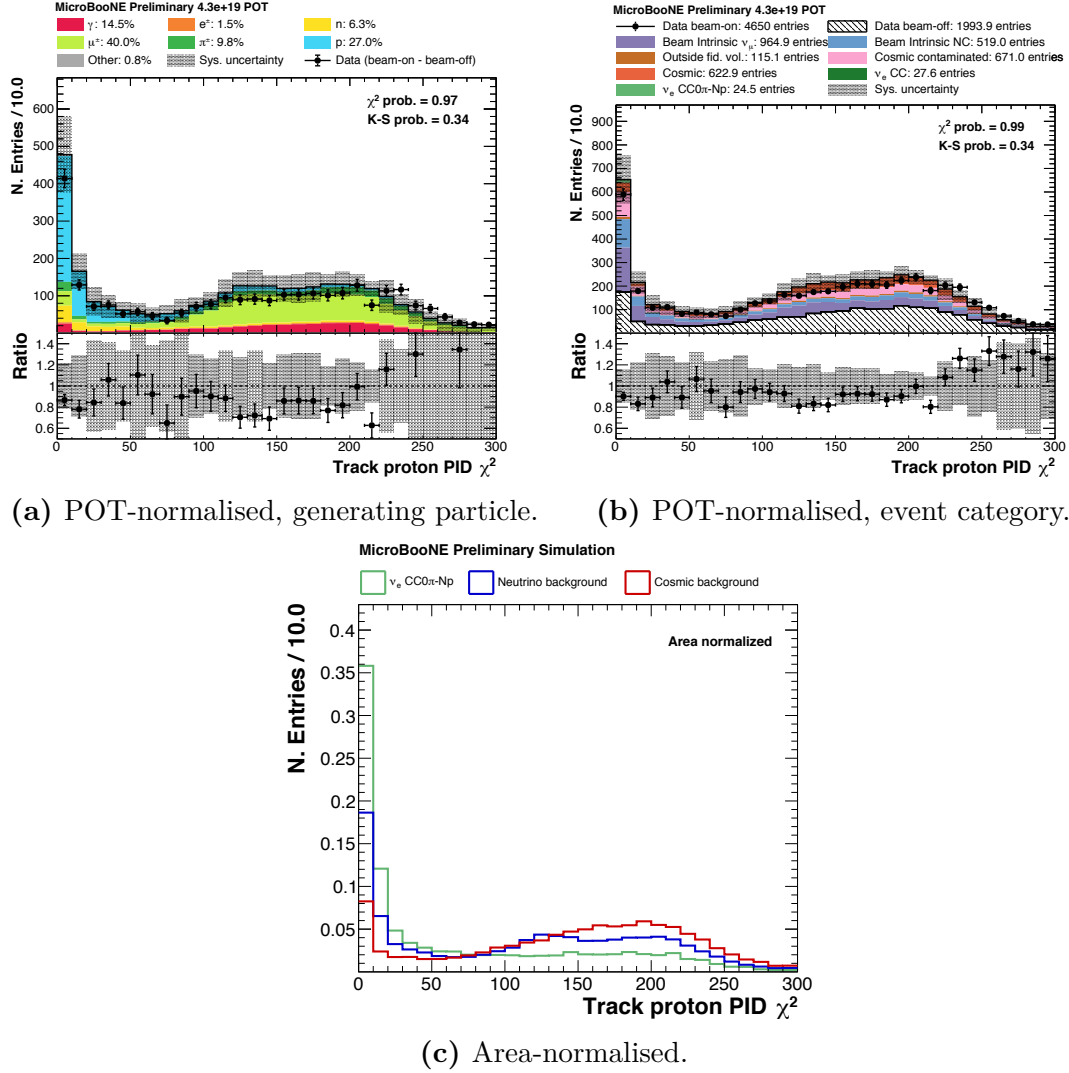 MicroBooNE Preliminary 4.3e+19 POT
γ: 14.5% e±: 1.5% n: 6.3%
μ±: 40.0% π±: 9.8% p: 27.0%
Other: 0.8% Sys. uncertainty Data (beam-on - beam-off)
χ² prob. = 0.97
K-S prob. = 0.34
N. Entries / 10.0
600
500
400
300
200
100
Ratio
1.4
1.2
1
0.8
0.6
0 50 100 150 200 250 300
Track proton PID χ²
(a) POT-normalised, generating particle.
MicroBooNE Preliminary 4.3e+19 POT
Data beam-on: 4650 entries Data beam-off: 1993.9 entries
Beam Intrinsic νμ: 964.9 entries Beam Intrinsic NC: 519.0 entries
Outside fid. vol.: 115.1 entries Cosmic contaminated: 671.0 entries
Cosmic: 622.9 entries νe CC: 27.6 entries
νe CC0π-Np: 24.5 entries Sys. uncertainty
χ² prob. = 0.99
K-S prob. = 0.34
N. Entries / 10.0
900
800
700
600
500
400
300
200
100
Ratio
1.4
1.2
1
0.8
0.6
0 50 100 150 200 250 300
Track proton PID χ²
(b) POT-normalised, event category.
MicroBooNE Preliminary Simulation
νe CC0π-Np Neutrino background Cosmic background
Area normalized
N. Entries / 10.0
0.4
0.35
0.3
0.25
0.2
0.15
0.1
0.05
0 50 100 150 200 250 300
Track proton PID χ²
(c) Area-normalised.